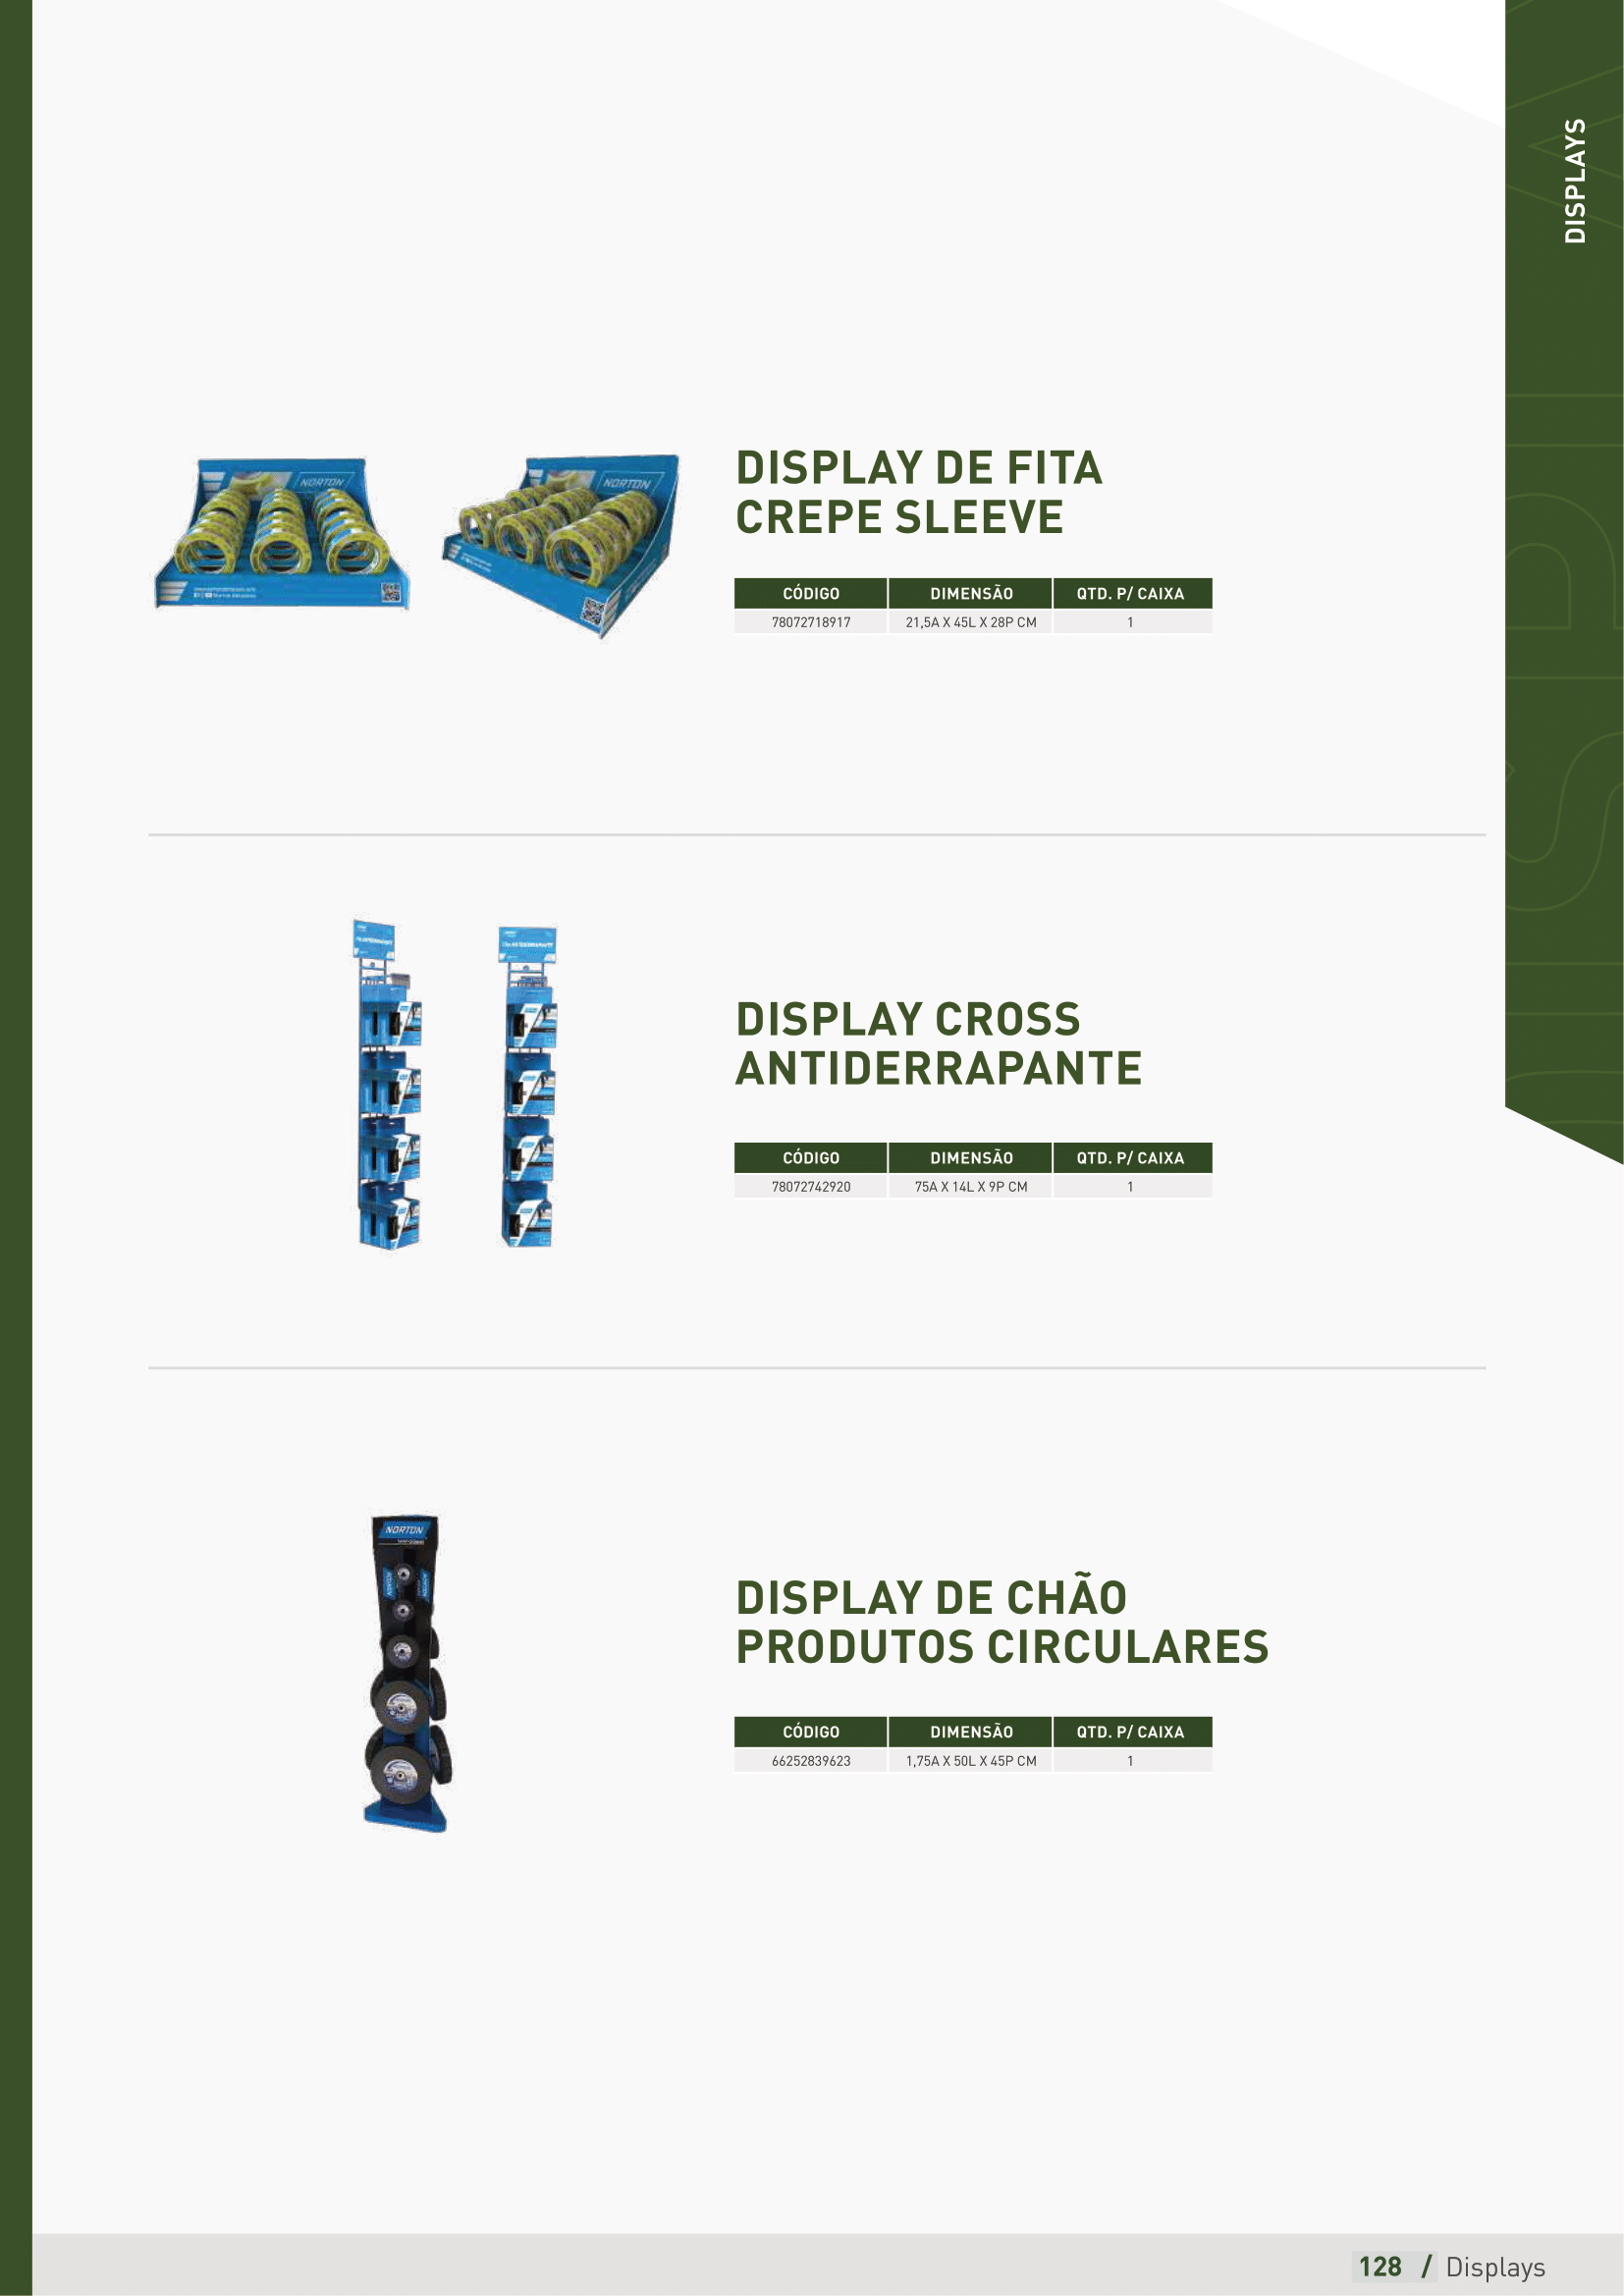 DISPLAYS
NORTON
NORTON
DISPLAY DE FITA
CREPE SLEEVE
CÓDIGO DIMENSÃO QTD. P/ CAIXA
78072718917 21,5A X 45L X 28P CM 1
DISPLAY CROSS
ANTIDERRAPANTE
CÓDIGO DIMENSÃO QTD. P/ CAIXA
78072742920 75A X 14L X 9P CM 1
NORTON
DISPLAY DE CHÃO
PRODUTOS CIRCULARES
CÓDIGO DIMENSÃO QTD. P/ CAIXA
66252839623 1,75A X 50L X 45P CM 1
128 / Displays